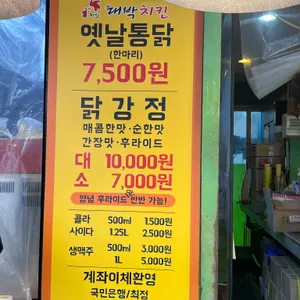 대박치킨
옛날통닭
(한마리)
7,500원
닭강정
매콤한맛·순한맛
간장맛·후라이드
대 10,000원
소 7,000원
양념 후라이드 반반 가능!
콜라 500ml 1,500원
사이다 1.25L 2,500원
생맥주 500ml 3,000원
1L 5,000원
계좌이체환영
국민은행/최정